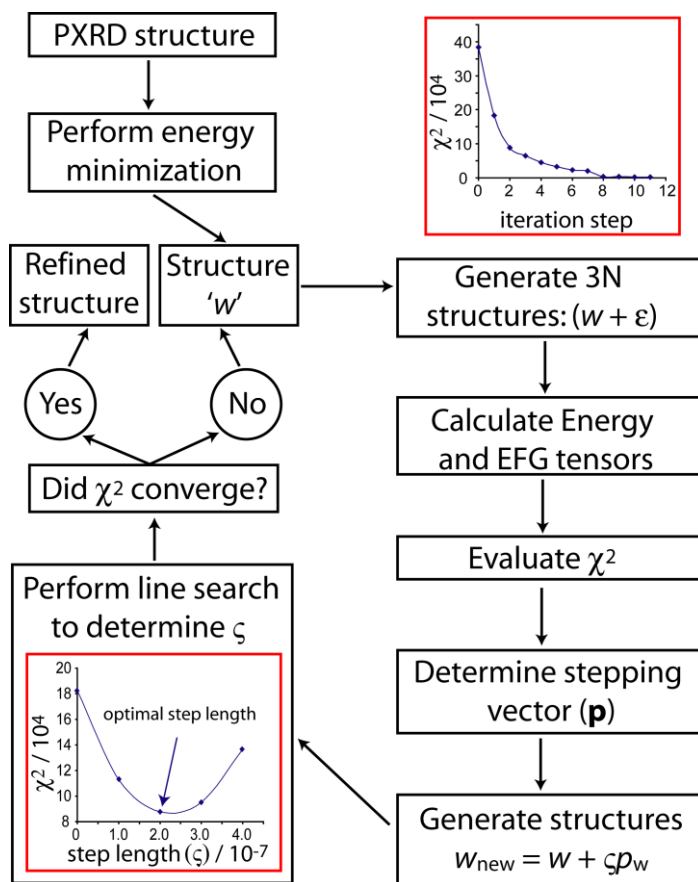 PXRD structure
Perform energy
minimization
Structure
‘w’
Generate 3N
structures: (w + ε)
Calculate Energy
and EFG tensors
Evaluate χ²
Determine stepping
vector (p)
Generate structures
w_new = w + ςp_w
Perform line search
to determine ς
χ² / 10⁴
20
18
16
14
12
10
8
optimal step length
0
1.0
2.0
3.0
4.0
step length (ς) / 10⁻⁷
Did χ² converge?
Yes
No
Refined
structure
χ² / 10⁴
40
30
20
10
0
0 2 4 6 8 10 12
iteration step